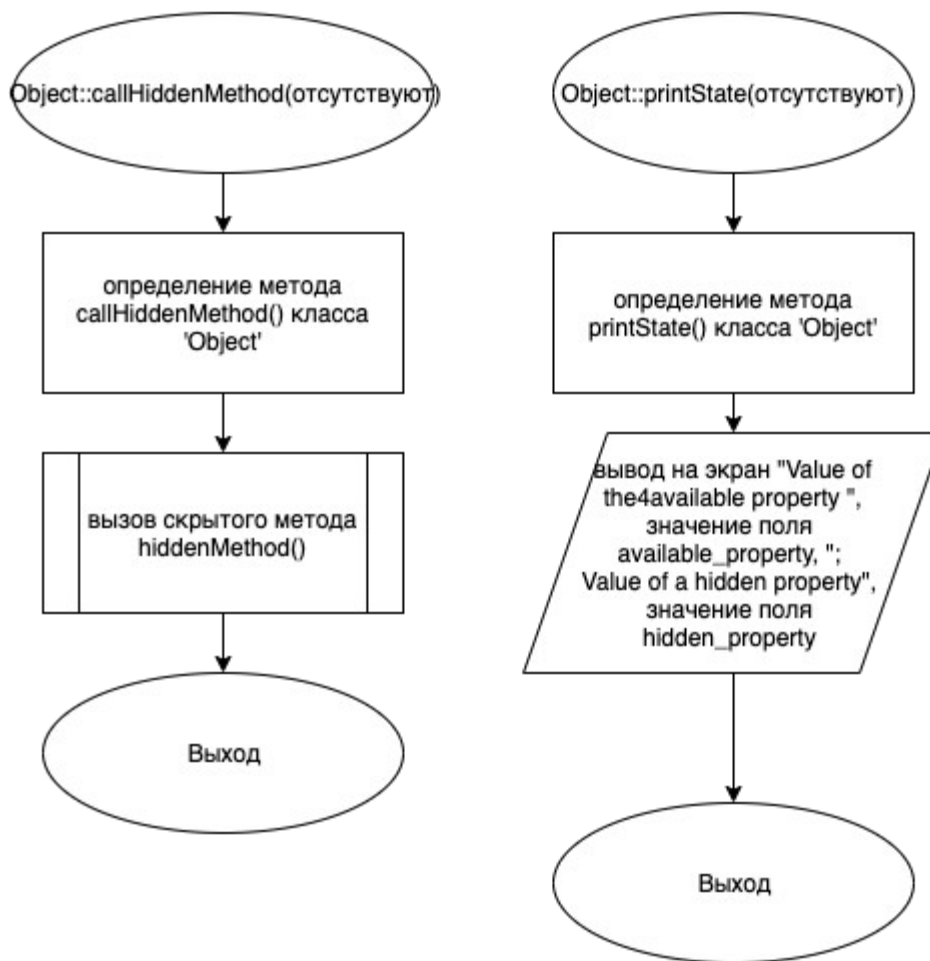 Object::callHiddenMethod(отсутствуют)
определение метода
callHiddenMethod() класса
'Object'
вызов скрытого метода
hiddenMethod()
Выход
Object::printState(отсутствуют)
определение метода
printState() класса 'Object'
вывод на экран "Value of
the4available property ",
значение поля
available_property, ";
Value of a hidden property",
значение поля
hidden_property
Выход